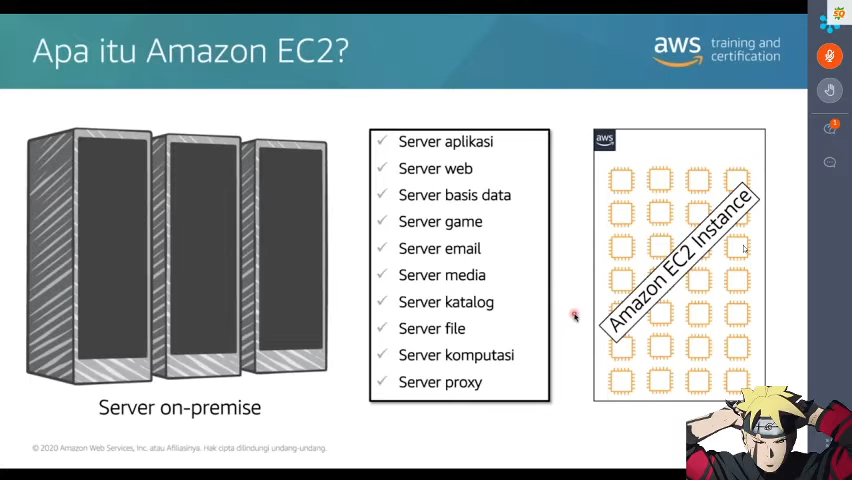 Apa itu Amazon EC2?
aws training and
certification
Server aplikasi
Server web
Server basis data
Server game
Server email
Server media
Server katalog
Server file
Server komputasi
Server proxy
aws
Amazon EC2 Instance
Server on-premise
© 2020 Amazon Web Services, Inc. atau Afiliasinya. Hak cipta dilindungi undang-undang.